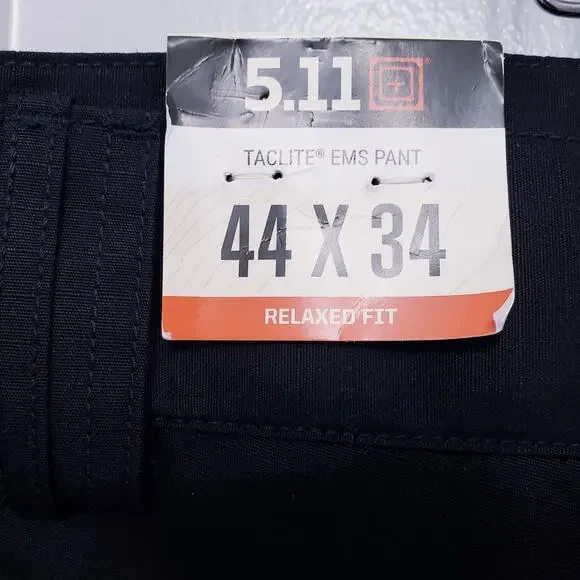 5.11®
TACLITE® EMS PANT
44 X 34
RELAXED FIT